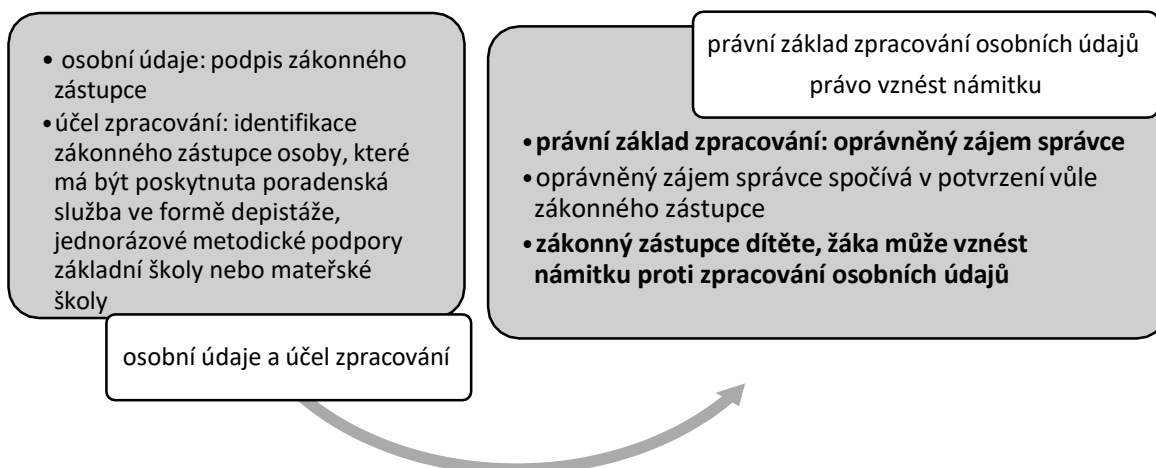 • osobní údaje: podpis zákonného
zástupce
•účel zpracování: identifikace
zákonného zástupce osoby, které
má být poskytnuta poradenská
služba ve formě depistáže,
jednorázové metodické podpory
základní školy nebo mateřské
školy
osobní údaje a účel zpracování
právní základ zpracování osobních údajů
právo vznést námitku
•právní základ zpracování: oprávněný zájem správce
•oprávněný zájem správce spočívá v potvrzení vůle
zákonného zástupce
•zákonný zástupce dítěte, žáka může vznést
námitku proti zpracování osobních údajů